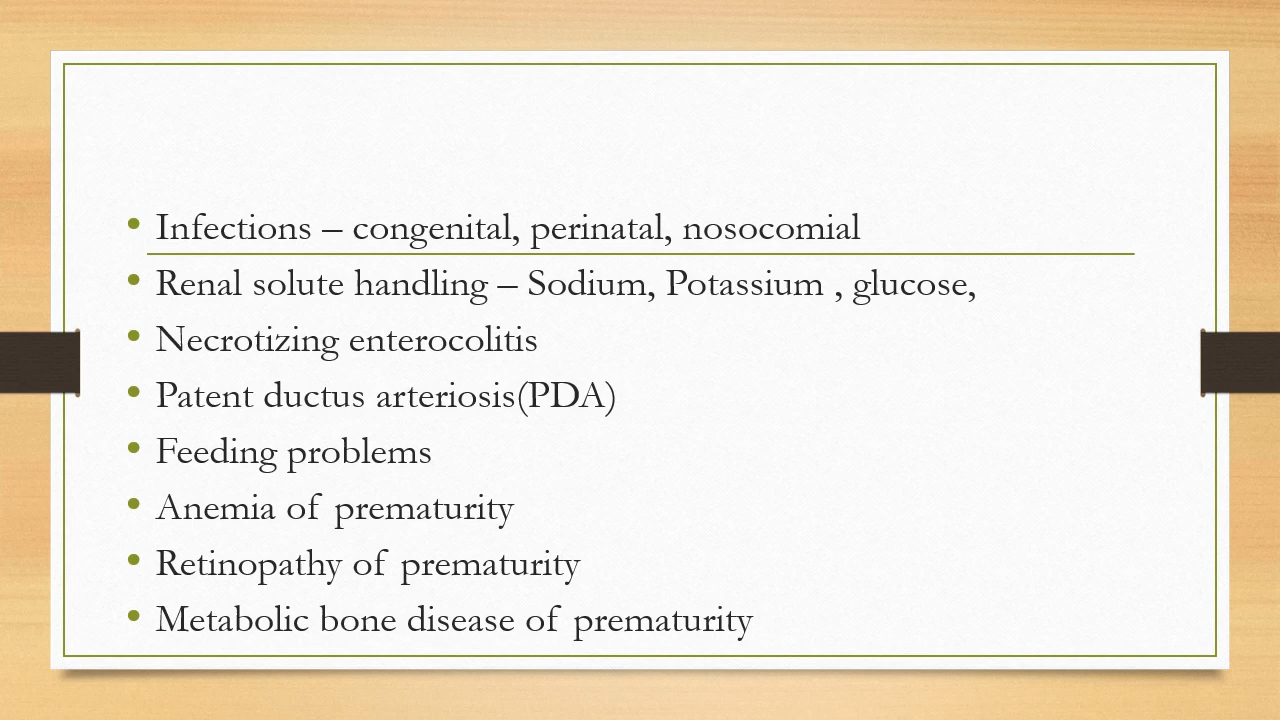 • Infections – congenital, perinatal, nosocomial
• Renal solute handling – Sodium, Potassium , glucose,
• Necrotizing enterocolitis
• Patent ductus arteriosis(PDA)
• Feeding problems
• Anemia of prematurity
• Retinopathy of prematurity
• Metabolic bone disease of prematurity